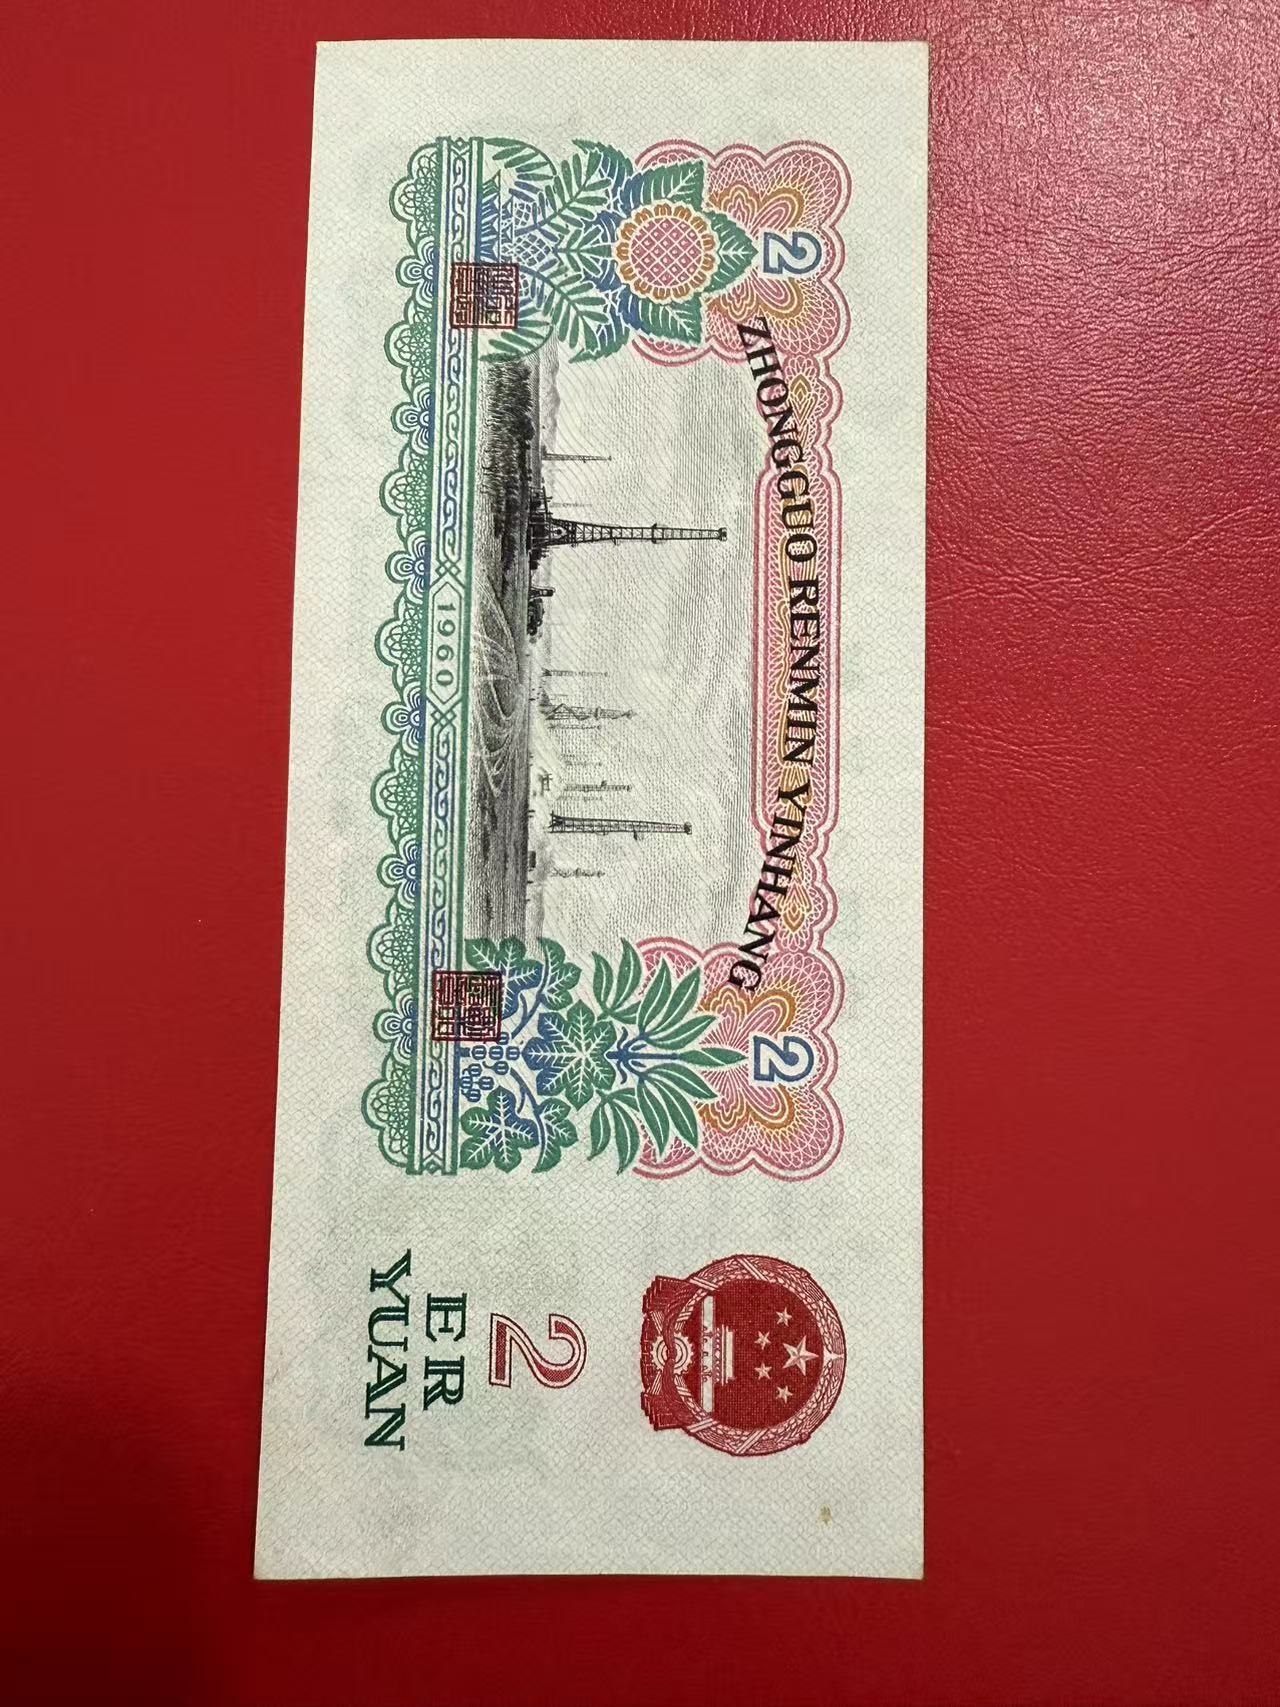 ZHONGGUO RENMIN YINHANG
2
2
1960
2
ER
YUAN